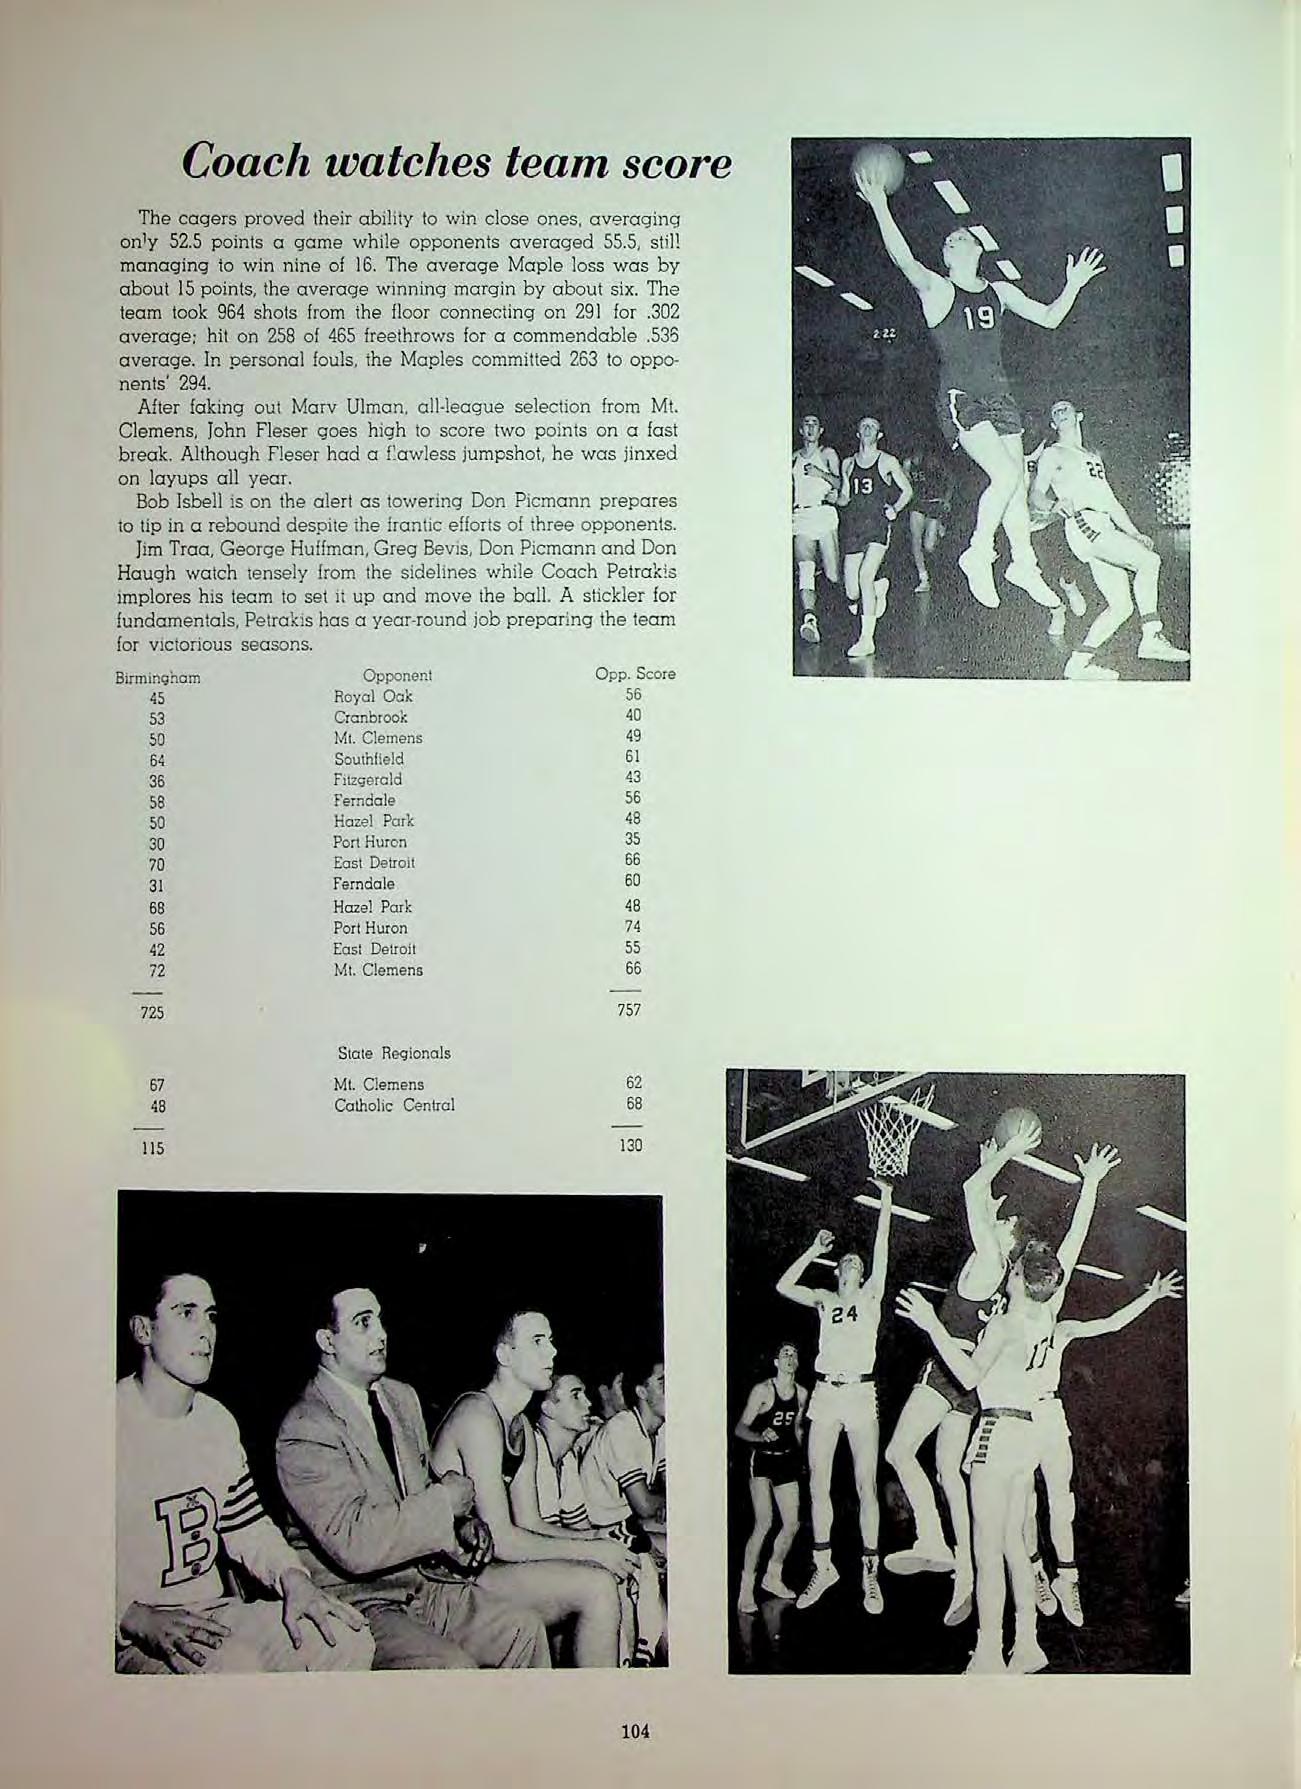 Coach watches team score
The cagers proved their ability to win close ones, averaging
only 52.5 points a game while opponents averaged 55.5, still
managing to win nine of 16. The average Maple loss was by
about 15 points, the average winning margin by about six. The
team took 964 shots from the floor connecting on 291 for .302
average; hit on 258 of 465 freethrows for a commendable .536
average. In personal fouls, the Maples committed 263 to oppo-
nents' 294.
After faking out Marv Ulman, all-league selection from Mt.
Clemens, John Fleser goes high to score two points on a fast
break. Although Fleser had a flawless jumpshot, he was jinxed
on layups all year.
Bob Isbell is on the alert as towering Don Picmann prepares
to tip in a rebound despite the frantic efforts of three opponents.
Jim Traa, George Huffman, Greg Bevis, Don Picmann and Don
Haugh watch tensely from the sidelines while Coach Petrakis
implores his team to set it up and move the ball. A stickler for
fundamentals, Petrakis has a year-round job preparing the team
for victorious seasons.
Birmingham Opponent Opp. Score
45 Royal Oak 56
53 Cranbrook 40
50 Mt. Clemens 49
64 Southfield 61
36 Fitzgerald 43
58 Ferndale 56
50 Hazel Park 48
30 Port Huron 35
70 East Detroit 66
31 Ferndale 60
68 Hazel Park 48
56 Port Huron 74
42 East Detroit 55
72 Mt. Clemens 66
725 757
State Regionals
67 Mt. Clemens 62
48 Catholic Central 68
115 130
19
2:22
13
22
24
25
17
B
104